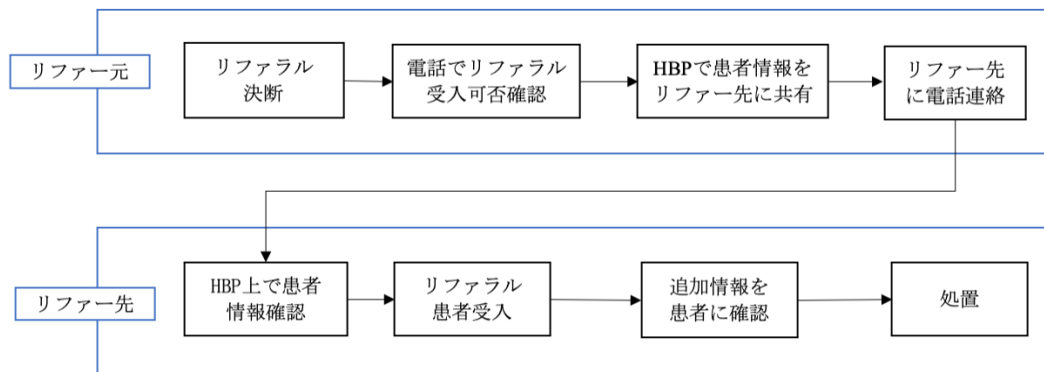 リファー元
リファラル
決断
電話でリファラル
受入可否確認
HBPで患者情報を
リファー先に共有
リファー先
に電話連絡
リファー先
HBP上で患者
情報確認
リファラル
患者受入
追加情報を
患者に確認
処置